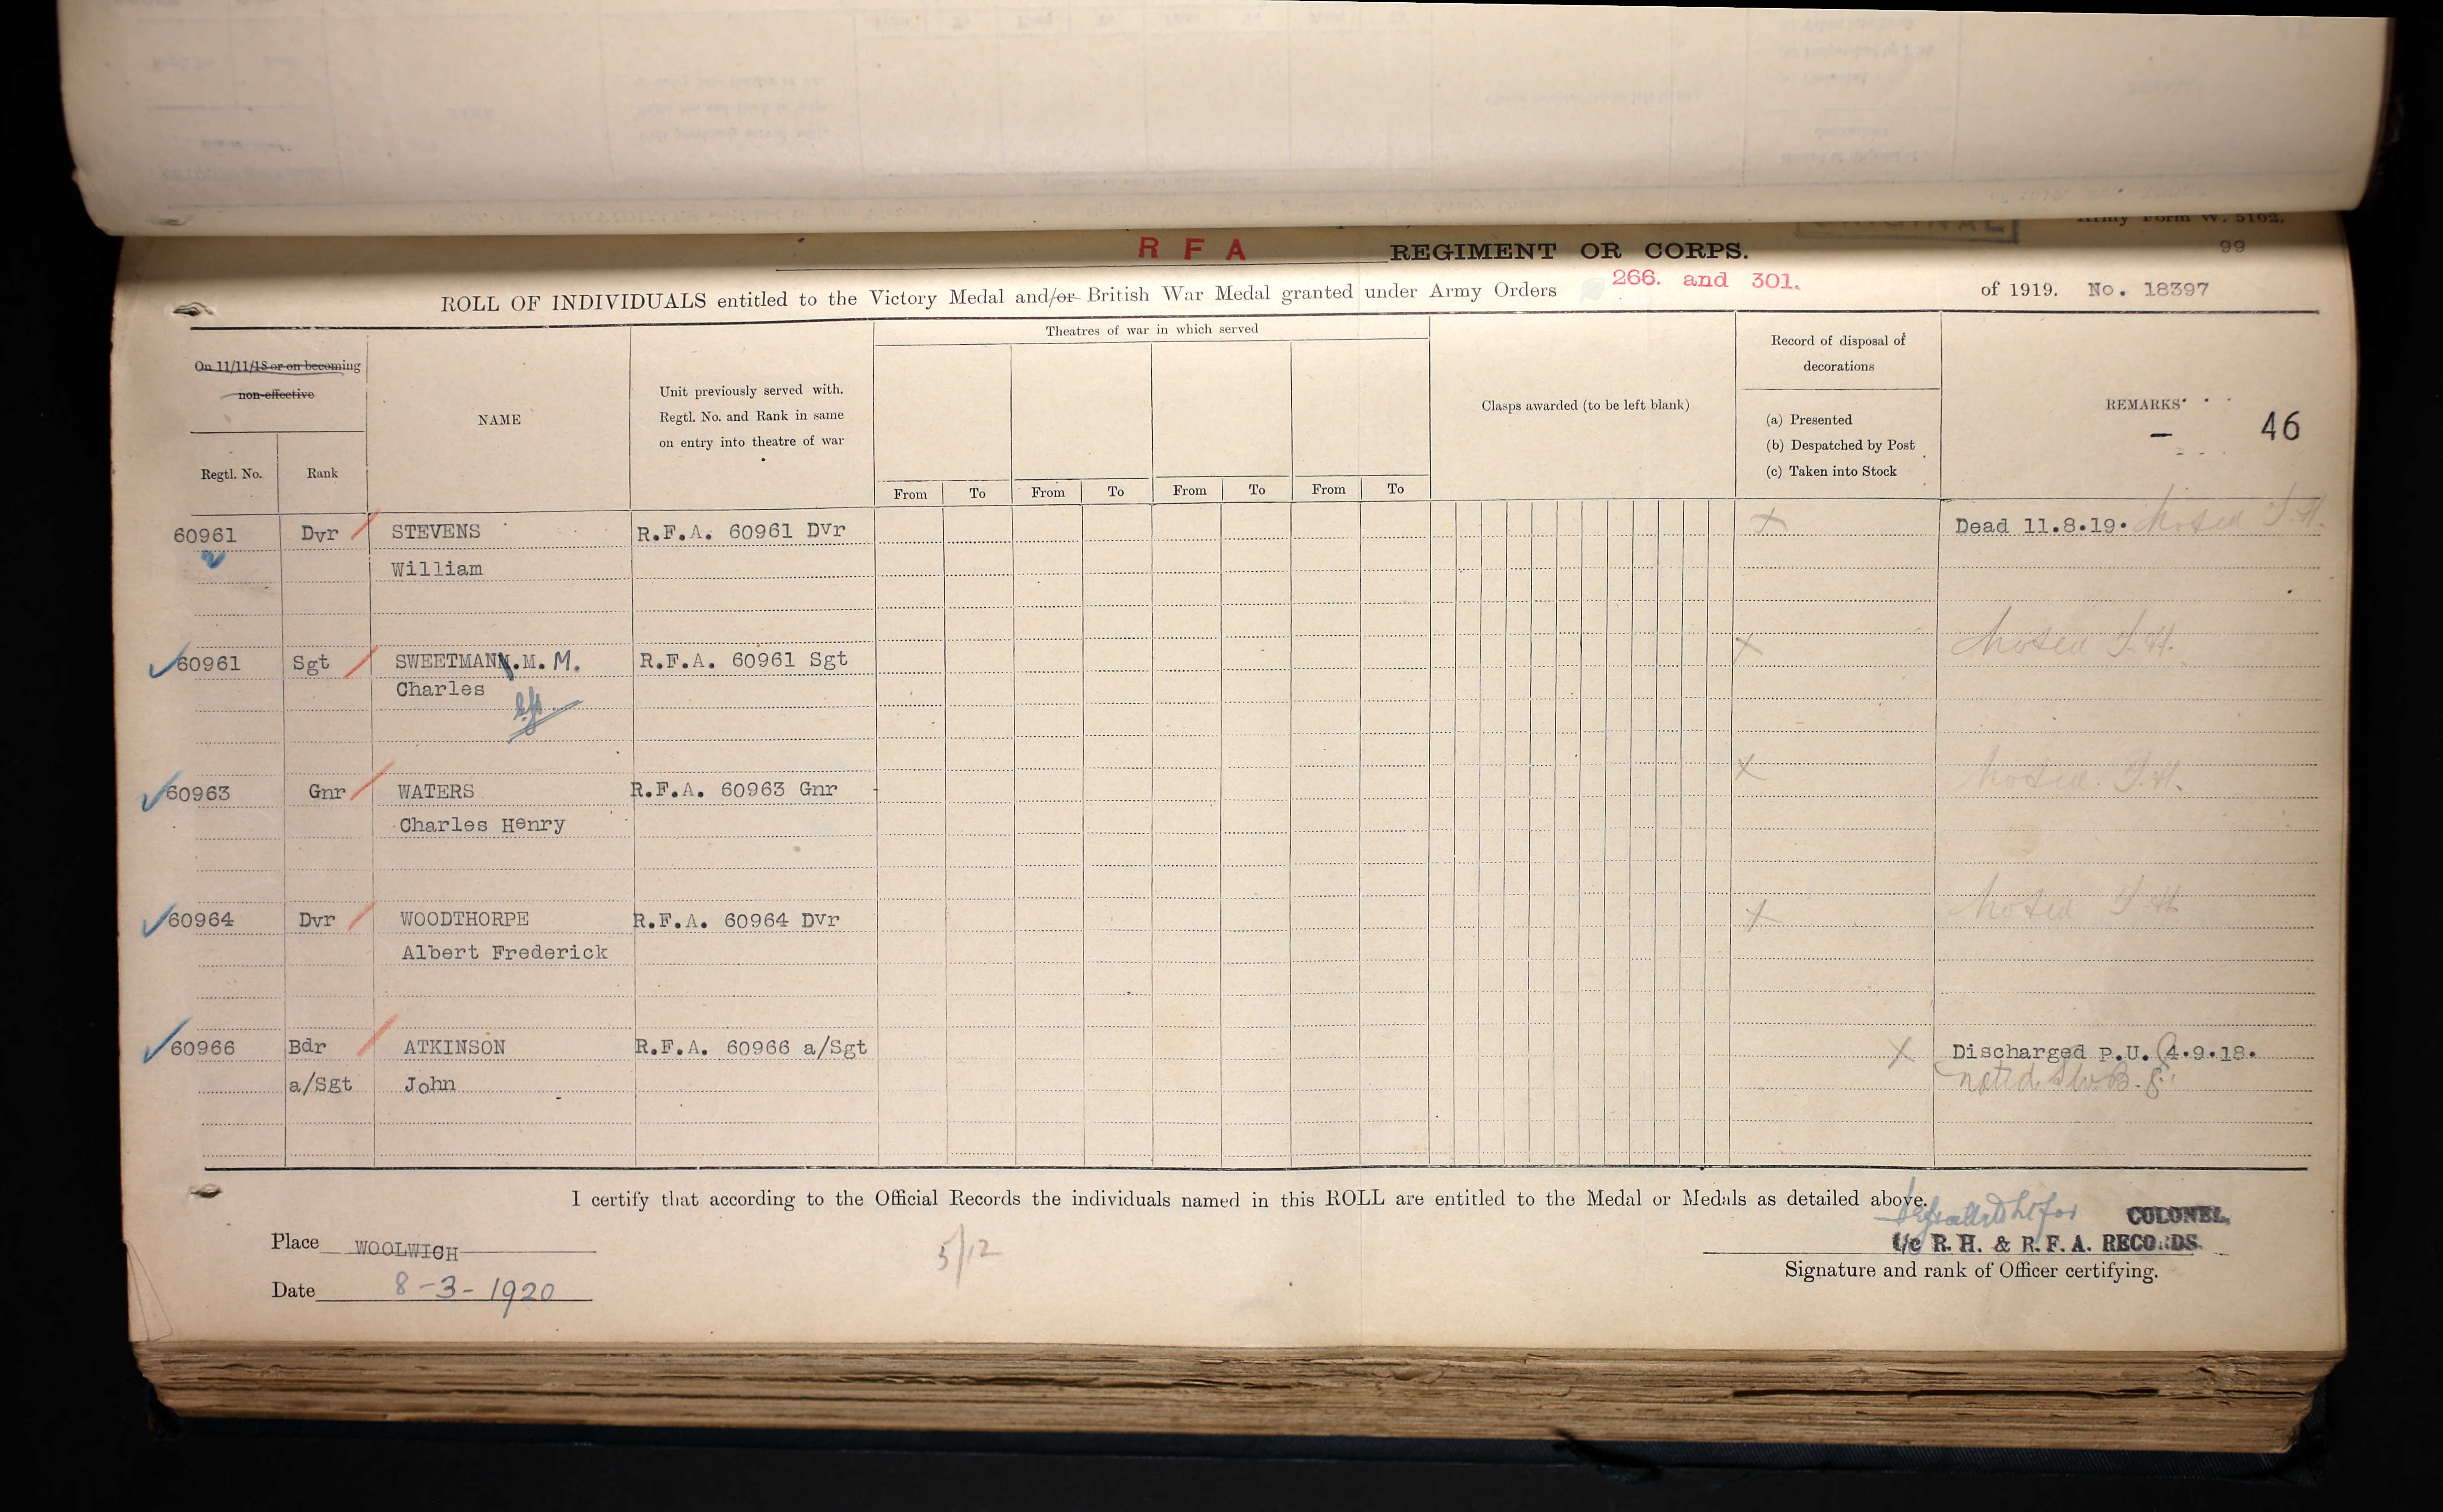 Army Form W. 5102.
99
R F A REGIMENT OR CORPS.
ROLL OF INDIVIDUALS entitled to the Victory Medal and/or British War Medal granted under Army Orders 266. and 301. of 1919. No. 18397
Theatres of war in which served
On 11/11/18 or on becoming
non-effective
Regtl. No.
Rank
NAME
Unit previously served with.
Regtl. No. and Rank in same
on entry into theatre of war
From To From To From To From To
Clasps awarded (to be left blank)
Record of disposal of
decorations
(a) Presented
(b) Despatched by Post
(c) Taken into Stock
REMARKS
46
60961 Dvr STEVENS R.F.A. 60961 Dvr X Dead 11.8.19. Noted J.H.
William
60961 Sgt SWEETMAN.M.M. R.F.A. 60961 Sgt X Noted J.H.
Charles
60963 Gnr WATERS R.F.A. 60963 Gnr X Noted. J.H.
Charles Henry
60964 Dvr WOODTHORPE R.F.A. 60964 Dvr X Noted J H
Albert Frederick
60966 Bdr ATKINSON R.F.A. 60966 a/Sgt X Discharged P.U. 4.9.18.
a/Sgt John noted S.W.B.
I certify that according to the Official Records the individuals named in this ROLL are entitled to the Medal or Medals as detailed above.
Lt for COLONEL,
Place WOOLWICH
5/12
I/c R. H. & R. F. A. RECORDS.
Date 8-3-1920
Signature and rank of Officer certifying.